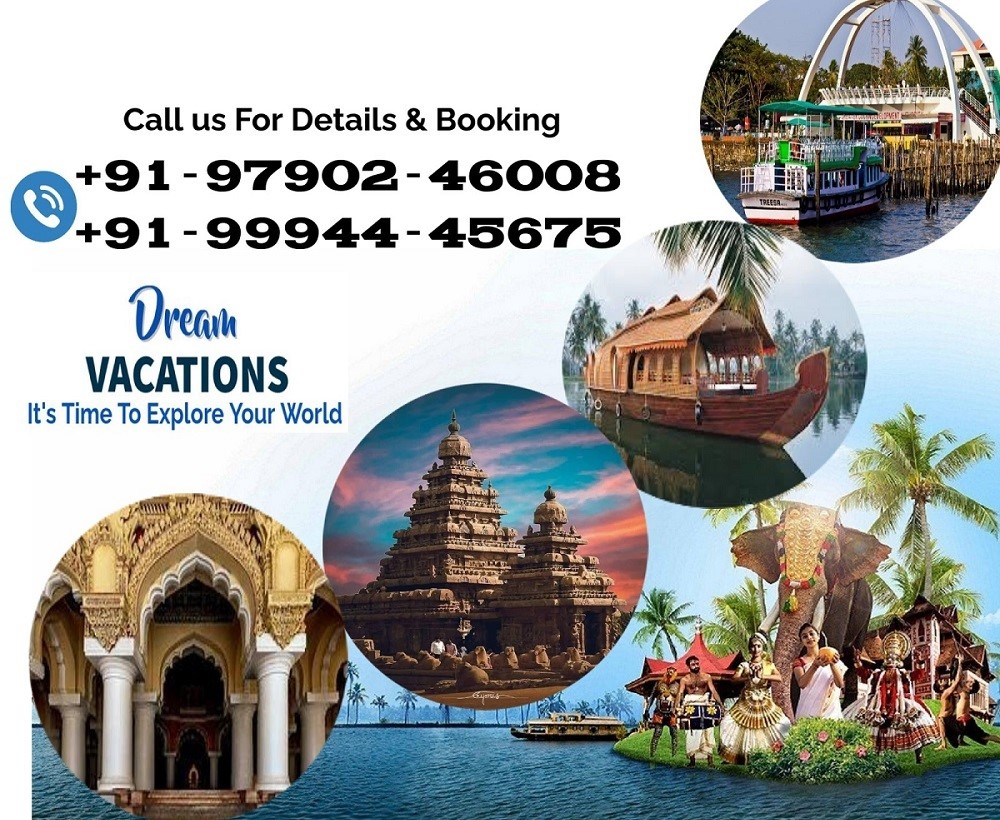 Call us For Details & Booking
+91-97902-46008
+91-99944-45675
Dream
VACATIONS
It's Time To Explore Your World
TREESA